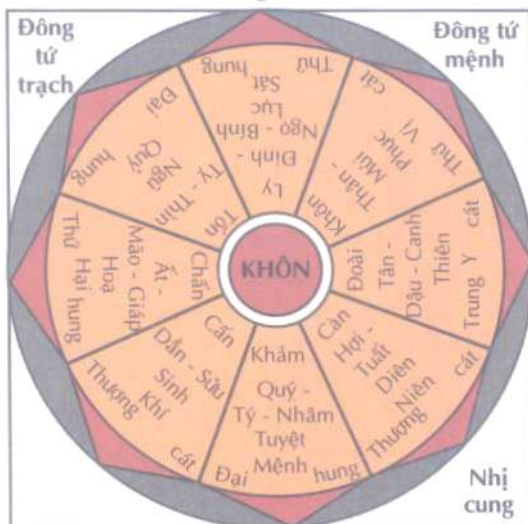 Đông tứ
trạch
Đông tứ
mệnh
Nhị
cung
KHÔN
Thứ hung
Sát
Lục
Ngọ - Bính
- Đinh -
Ly
Thứ cát
Vị
Phục
Mùi
Thân -
Khôn
Trung cát
Y
Thiên
Dậu - Canh
Tân -
Đoài
Thượng cát
Niên
Diên
Tuất
Hợi -
Càn
Khảm
Quý -
Tý - Nhâm
Tuyệt
Mệnh
Đại hung
Cấn
Dần - Sửu
Sinh
Khí
Thượng cát
Chấn
Ất -
Mão - Giáp
Hoạ
Hại
Thứ hung
Đại hung
Quỷ
Ngũ
Tỵ - Thìn
Tốn